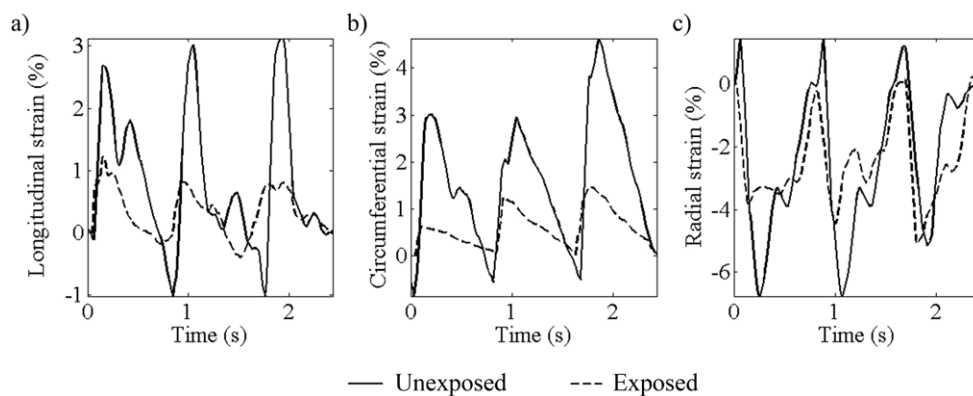 a)
Longitudinal strain (%)
3
2
1
0
-1
0 1 2
Time (s)
b)
Circumferential strain (%)
4
3
2
1
0
0 1 2
Time (s)
c)
Radial strain (%)
0
-2
-4
-6
0 1 2
Time (s)
Unexposed Exposed